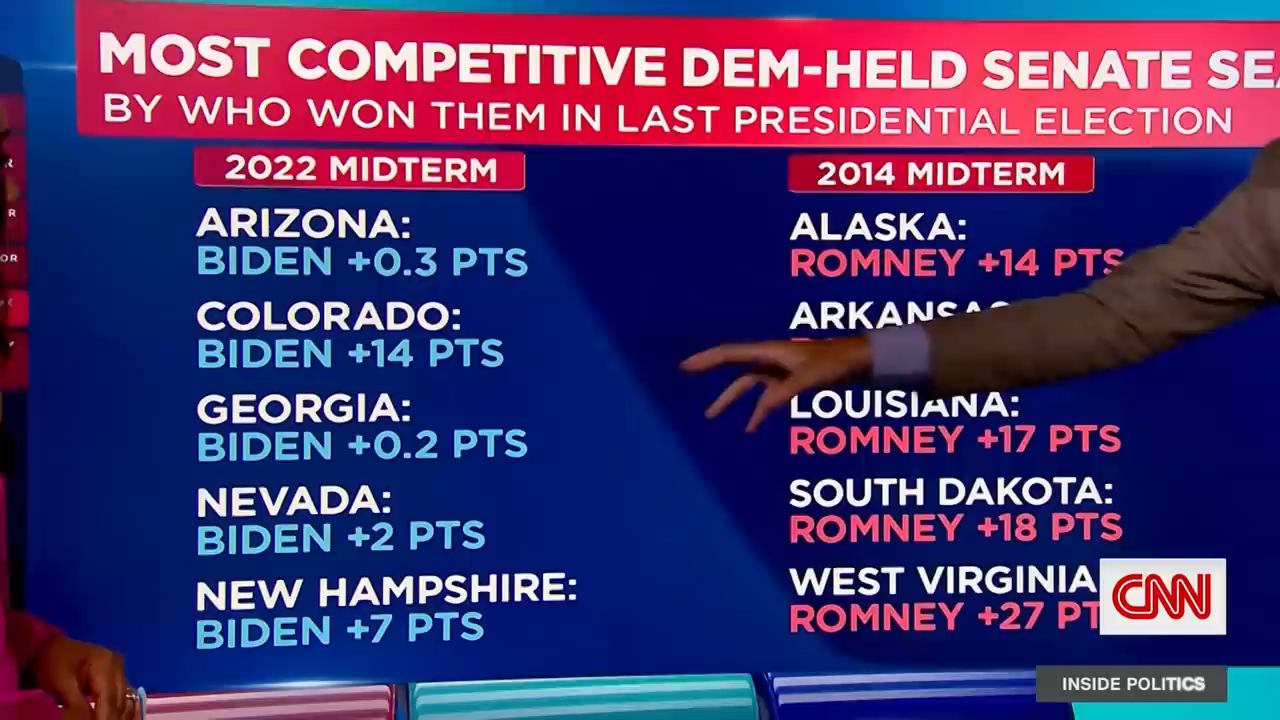 MOST COMPETITIVE DEM-HELD SENATE
BY WHO WON THEM IN LAST PRESIDENTIAL ELECTION
2022 MIDTERM
ARIZONA:
BIDEN +0.3 PTS
COLORADO:
BIDEN +14 PTS
GEORGIA:
BIDEN +0.2 PTS
NEVADA:
BIDEN +2 PTS
NEW HAMPSHIRE:
BIDEN +7 PTS
2014 MIDTERM
ALASKA:
ROMNEY +14 PTS
LOUISIANA:
ROMNEY +17 PTS
SOUTH DAKOTA:
ROMNEY +18 PTS
WEST VIRGINIA
ROMNEY +27
CNN
INSIDE POLITICS